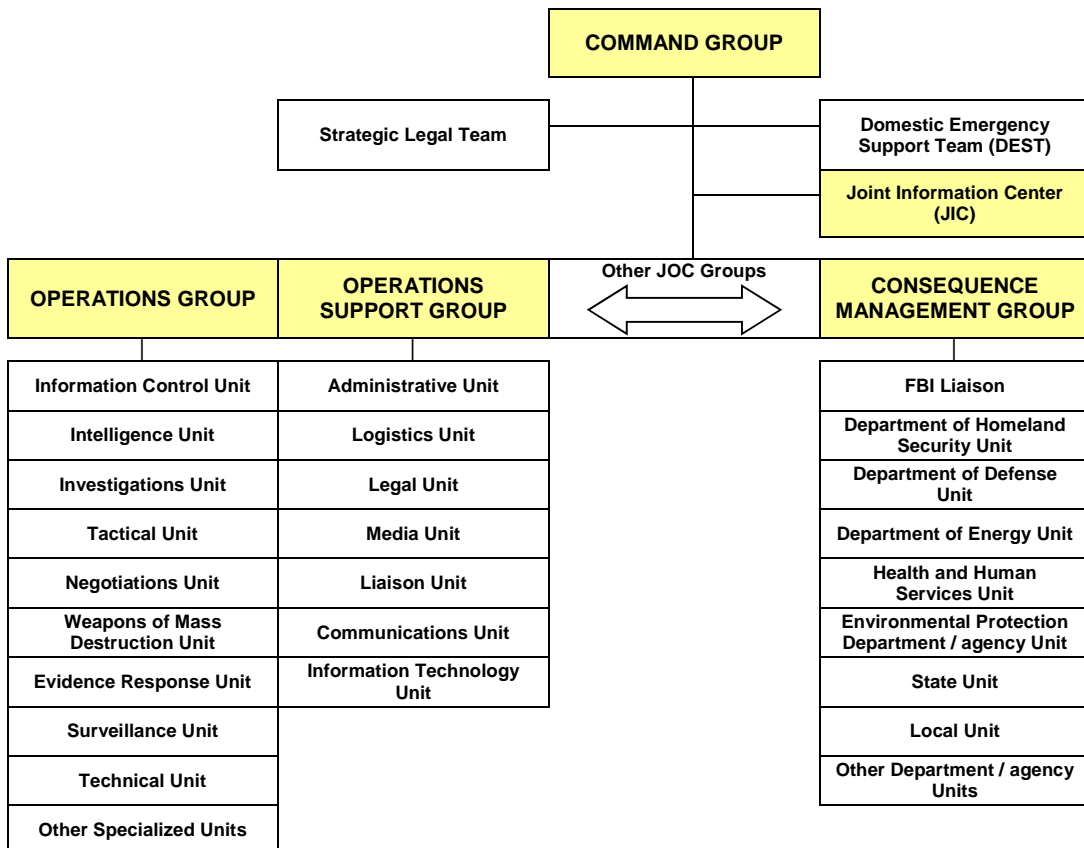 COMMAND GROUP
Strategic Legal Team
Domestic Emergency
Support Team (DEST)
Joint Information Center
(JIC)
OPERATIONS GROUP
OPERATIONS
SUPPORT GROUP
Other JOC Groups
CONSEQUENCE
MANAGEMENT GROUP
Information Control Unit
Intelligence Unit
Investigations Unit
Tactical Unit
Negotiations Unit
Weapons of Mass
Destruction Unit
Evidence Response Unit
Surveillance Unit
Technical Unit
Other Specialized Units
Administrative Unit
Logistics Unit
Legal Unit
Media Unit
Liaison Unit
Communications Unit
Information Technology
Unit
FBI Liaison
Department of Homeland
Security Unit
Department of Defense
Unit
Department of Energy Unit
Health and Human
Services Unit
Environmental Protection
Department / agency Unit
State Unit
Local Unit
Other Department / agency
Units